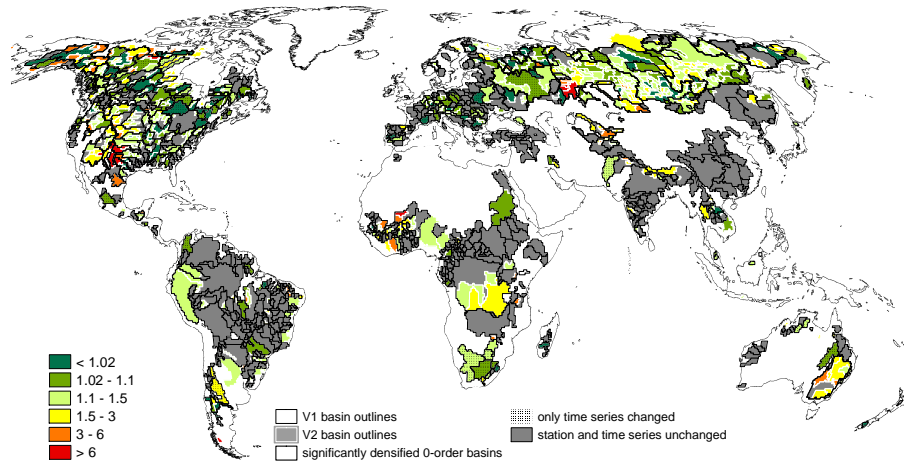 < 1.02
1.02 - 1.1
1.1 - 1.5
1.5 - 3
3 - 6
> 6
V1 basin outlines
V2 basin outlines
significantly densified 0-order basins
only time series changed
station and time series unchanged